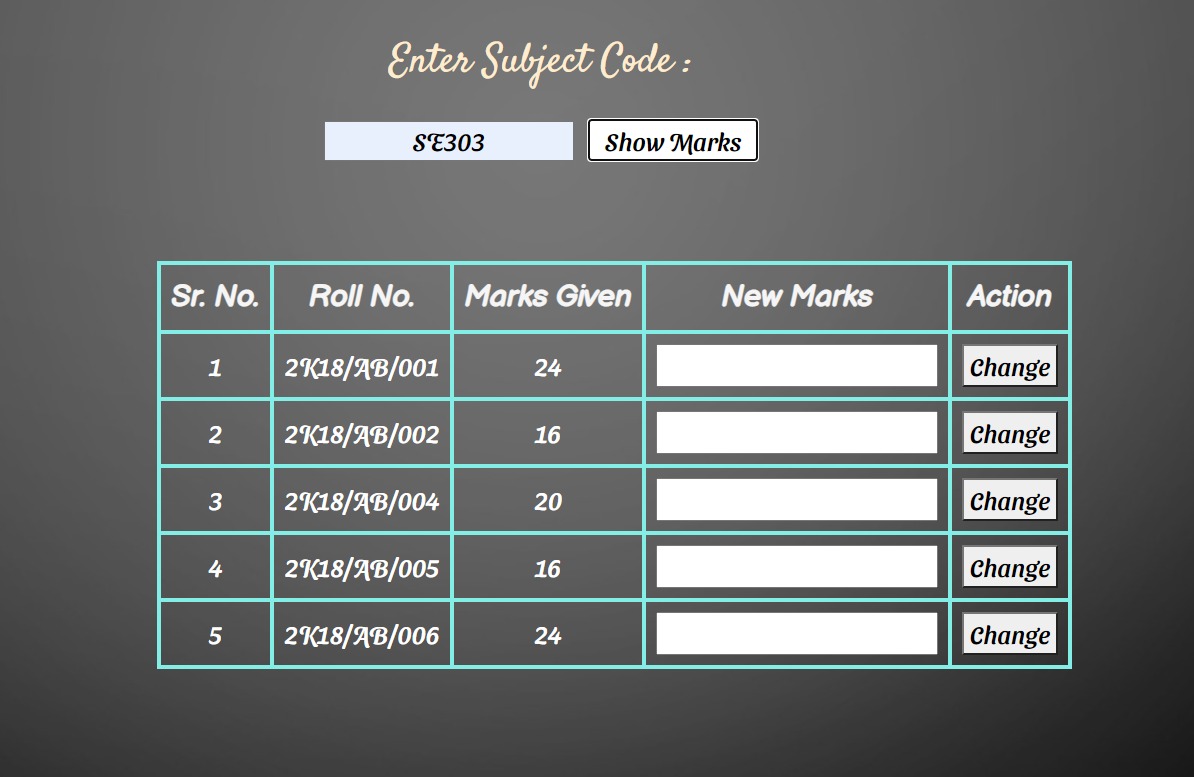 Enter Subject Code :
SE303 Show Marks
Sr. No. Roll No. Marks Given New Marks Action
1 2K18/AB/001 24 Change
2 2K18/AB/002 16 Change
3 2K18/AB/004 20 Change
4 2K18/AB/005 16 Change
5 2K18/AB/006 24 Change